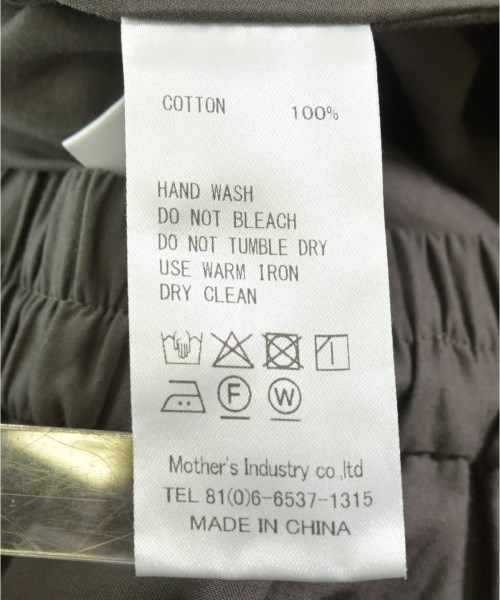 COTTON 100%
HAND WASH
DO NOT BLEACH
DO NOT TUMBLE DRY
USE WARM IRON
DRY CLEAN
F W
Mother's Industry co.,ltd
TEL 81(0)6-6537-1315
MADE IN CHINA